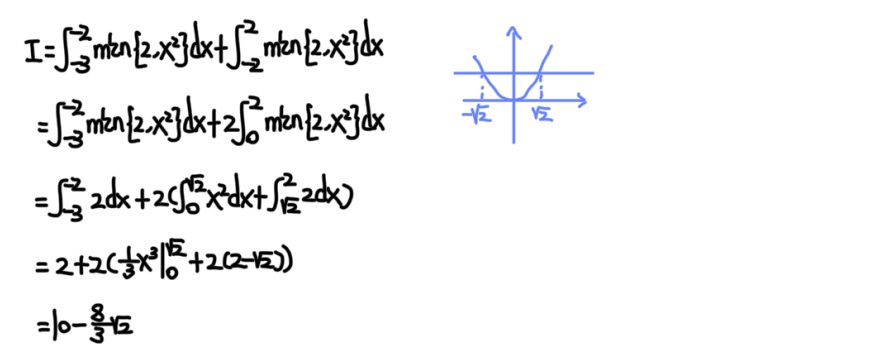 I=∫_{-3}^{-2} min{2,x²}dx+∫_{-2}^{2} min{2,x²}dx
=∫_{-3}^{-2} min{2,x²}dx+2∫_{0}^{2} min{2,x²}dx
=∫_{-3}^{-2} 2dx+2(∫_{0}^{√2} x²dx+∫_{√2}^{2} 2dx)
=2+2(\frac{1}{3}x³|_{0}^{√2}+2(2-√2))
=10-\frac{8}{3}√2
-√2 √2